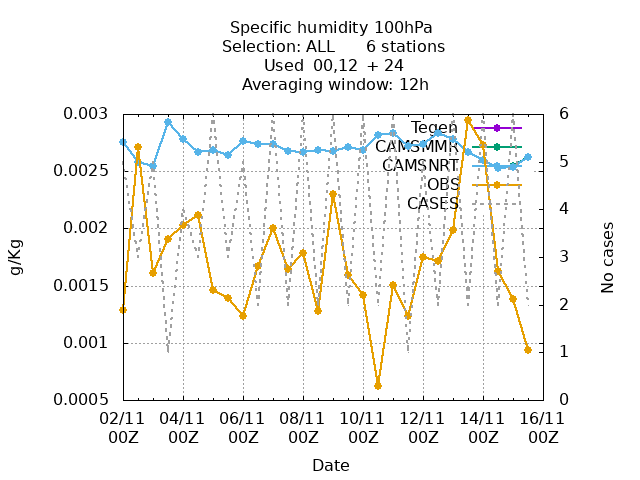 Specific humidity 100hPa
Selection: ALL 6 stations
Used 00,12 + 24
Averaging window: 12h
0.003
0.0025
0.002
0.0015
0.001
0.0005
g/Kg
6
5
4
3
2
1
0
No cases
Tegen
CAMSMMR
CAMSNRT
OBS
CASES
02/11 04/11 06/11 08/11 10/11 12/11 14/11 16/11
00Z 00Z 00Z 00Z 00Z 00Z 00Z 00Z
Date